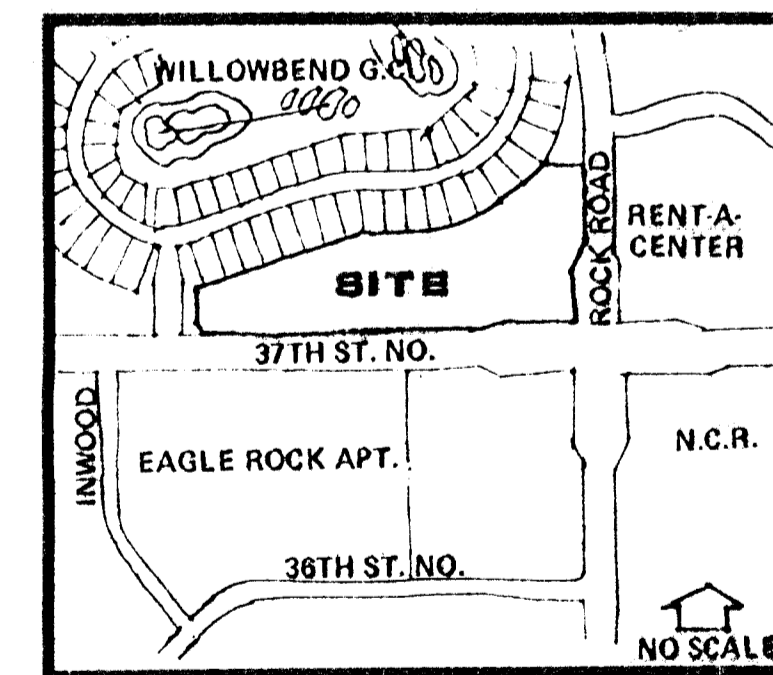 WILLOWBEND G.C.
ROCK ROAD
RENT-A-
CENTER
SITE
37TH ST. NO.
INWOOD
EAGLE ROCK APT.
N.C.R.
36TH ST. NO.
NO SCALE